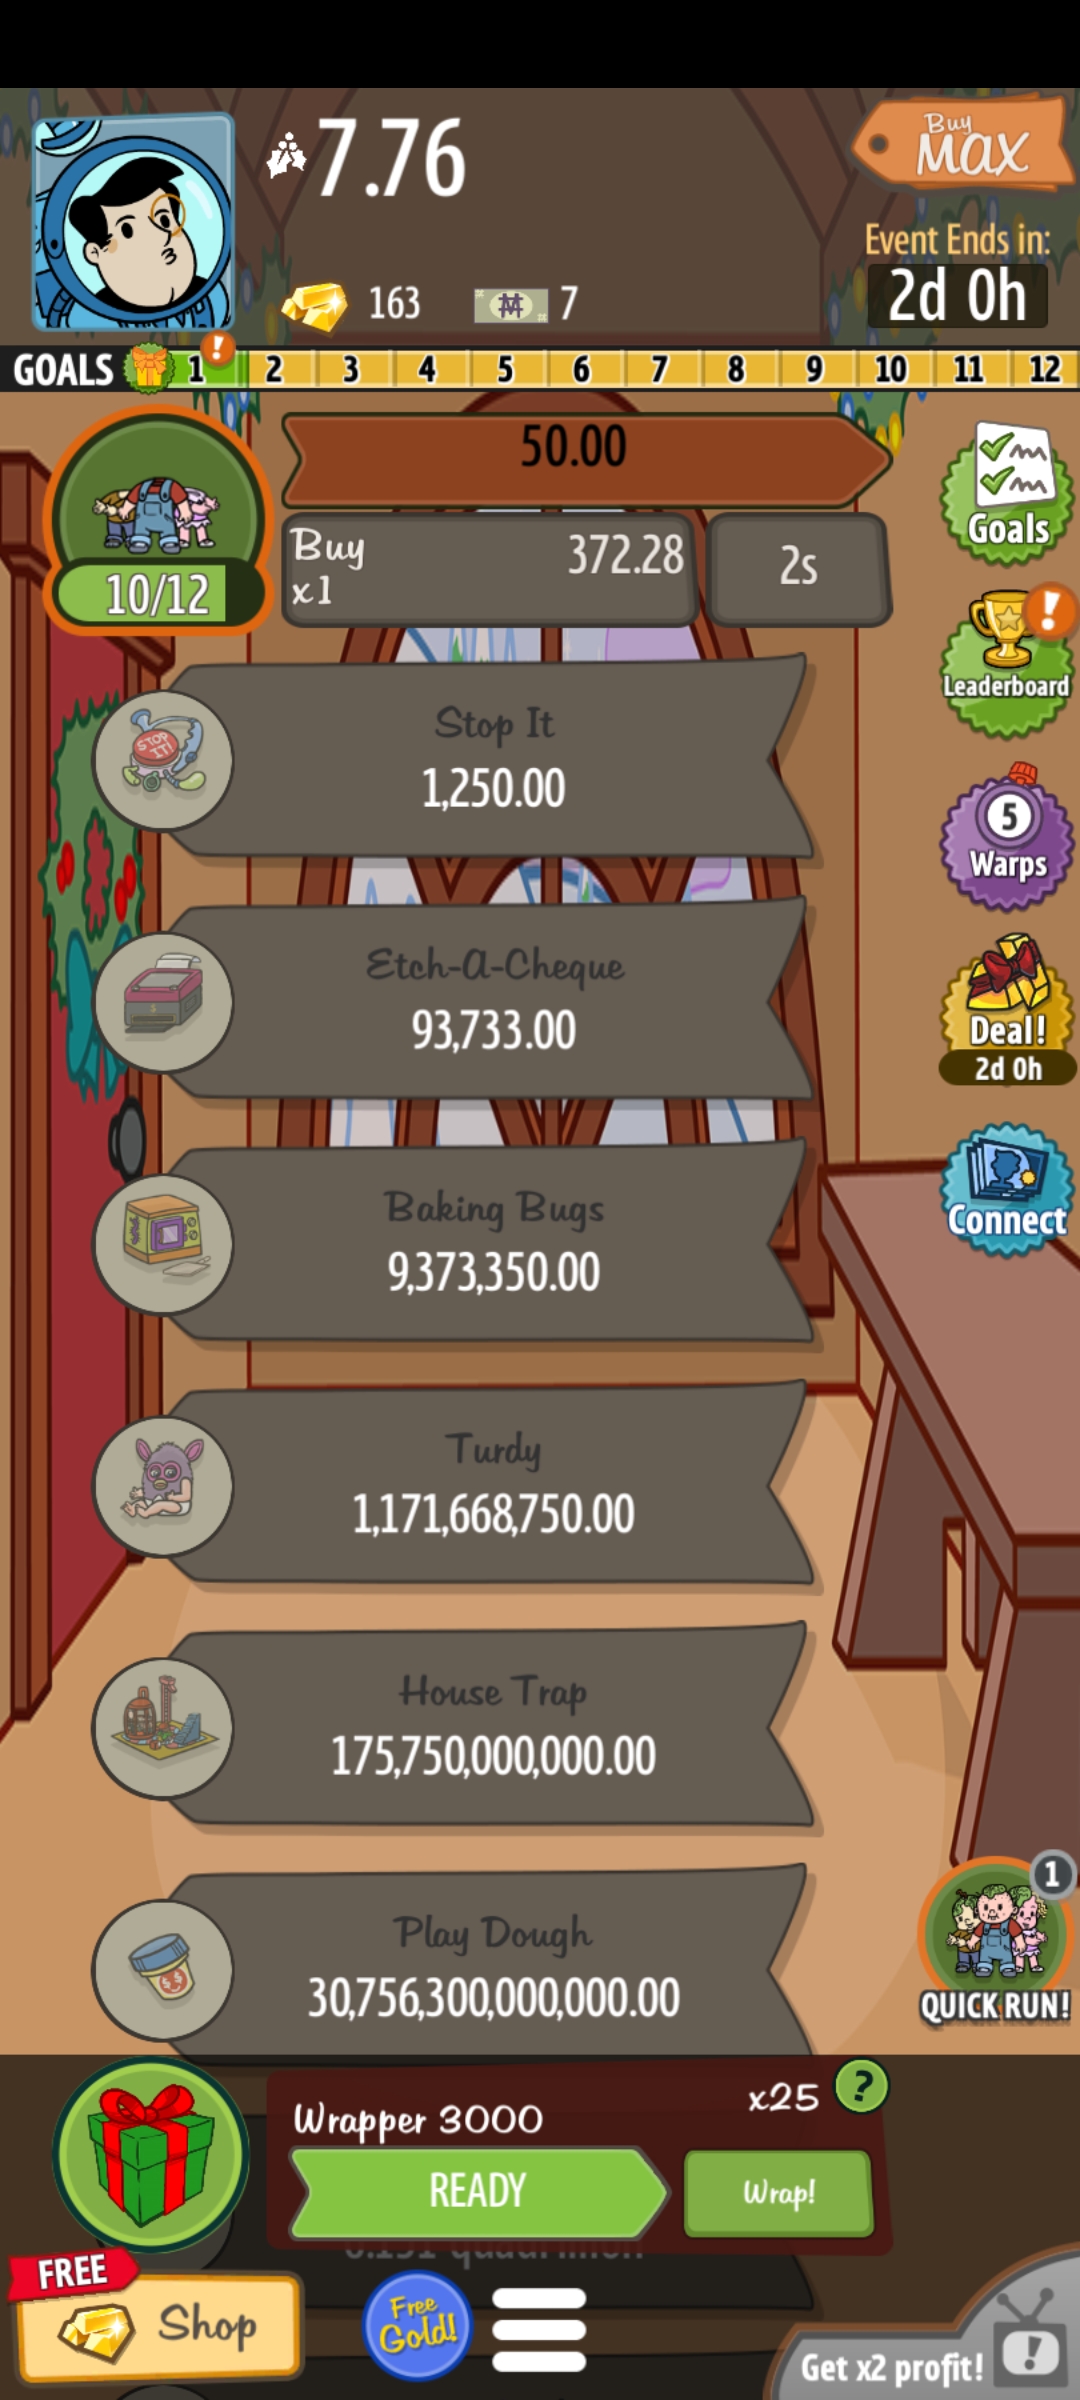 7.76
Buy
MAX
163
7
Event Ends in:
2d 0h
GOALS 1 ! 2 3 4 5 6 7 8 9 10 11 12
50.00
10/12
Buy
x1
372.28
2s
Goals
Stop It
1,250.00
STOP
IT!
!
Leaderboard
5
Warps
Etch-A-Cheque
93,733.00
Deal!
2d 0h
Baking Bugs
9,373,350.00
Connect
Turdy
1,171,668,750.00
House Trap
175,750,000,000.00
Play Dough
30,756,300,000,000.00
1
QUICK RUN!
Wrapper 3000
x25
?
READY
Wrap!
FREE
Shop
Free
Gold!
Get x2 profit!
!